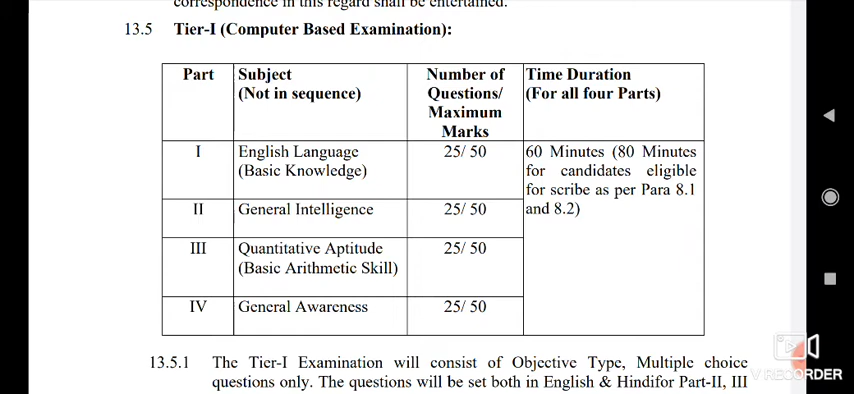 correspondence in this regard shall be entertained.
13.5 Tier-I (Computer Based Examination):
Part Subject Number of Time Duration
(Not in sequence) Questions/ (For all four Parts)
Maximum
Marks
I English Language 25/ 50 60 Minutes (80 Minutes
(Basic Knowledge) for candidates eligible
for scribe as per Para 8.1
II General Intelligence 25/ 50 and 8.2)
III Quantitative Aptitude 25/ 50
(Basic Arithmetic Skill)
IV General Awareness 25/ 50
13.5.1 The Tier-I Examination will consist of Objective Type, Multiple choice
questions only. The questions will be set both in English & Hindifor Part-II, III
V RECORDER